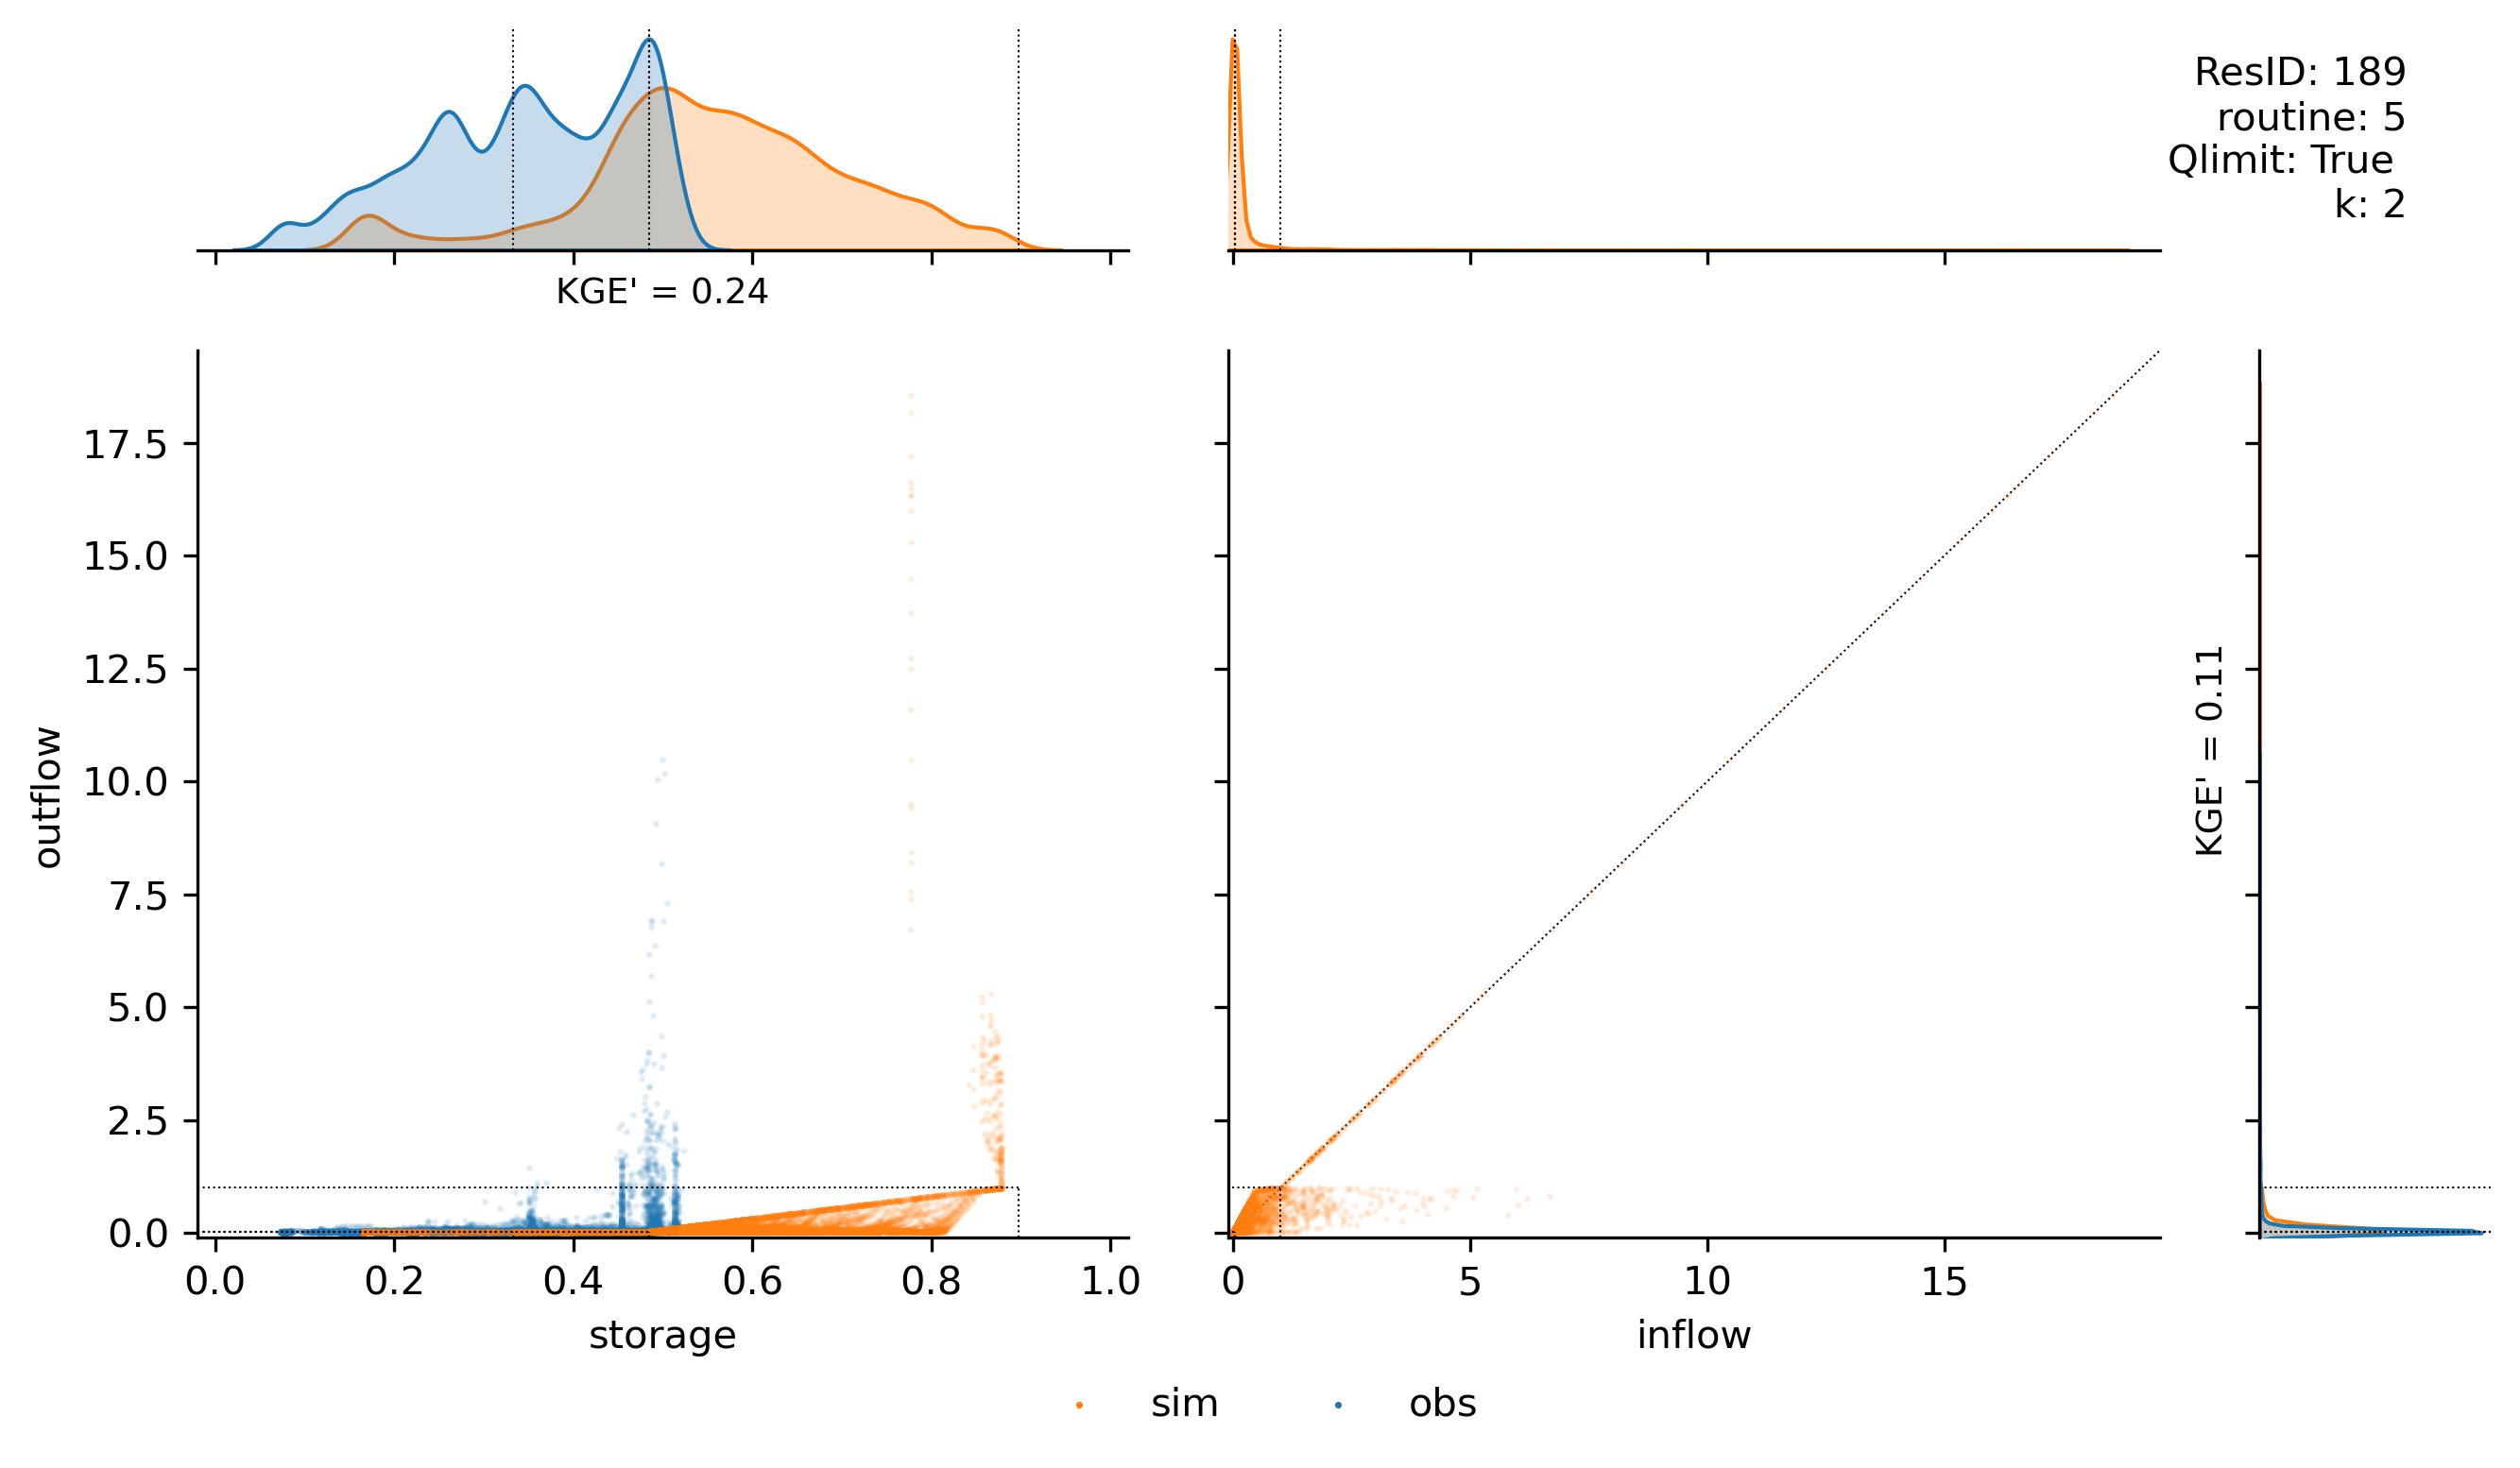 ResID: 189
routine: 5
Qlimit: True
k: 2
KGE' = 0.24
outflow
17.5
15.0
12.5
10.0
7.5
5.0
2.5
0.0
0.0 0.2 0.4 0.6 0.8 1.0
storage
0 5 10 15
inflow
KGE' = 0.11
sim obs